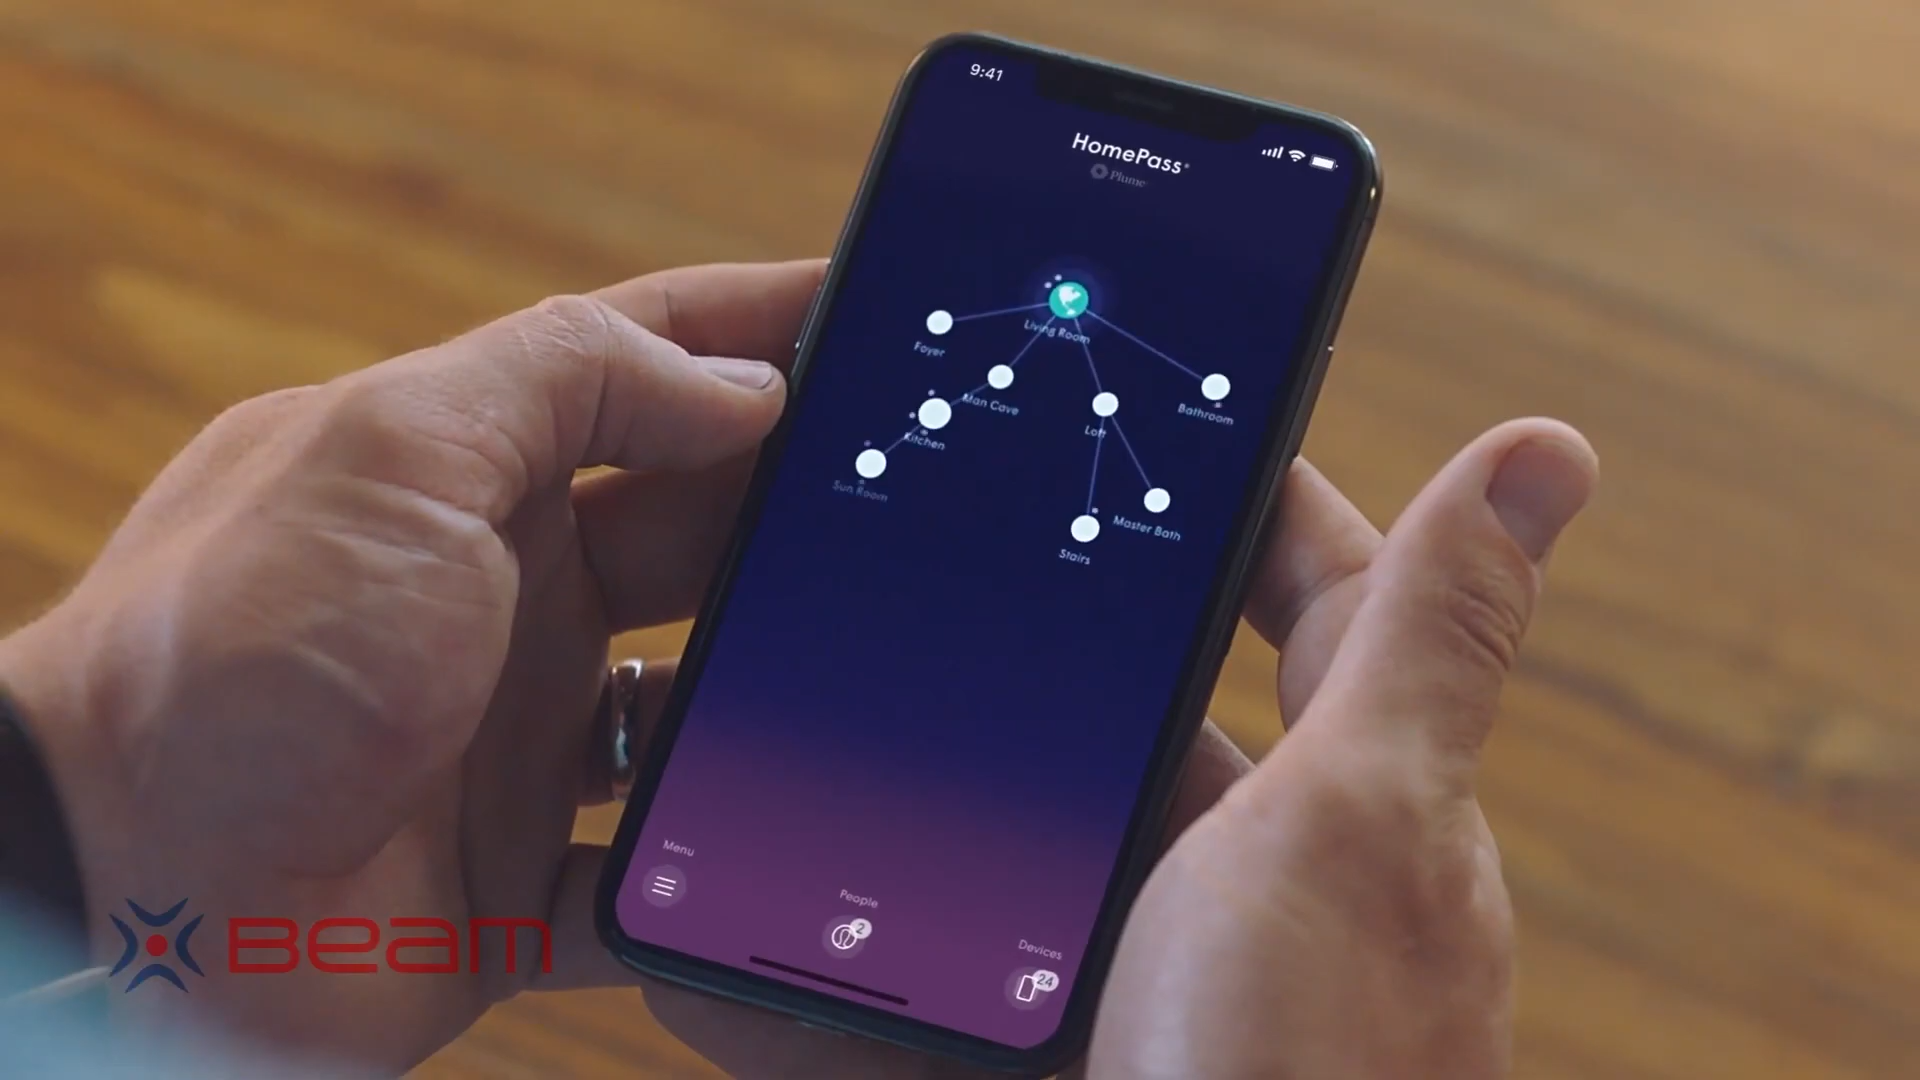 9:41
HomePass
Plume
Living Room
Foyer
Man Cave
Bathroom
Loft
Kitchen
Sun Room
Master Bath
Stairs
Menu
People
2
Devices
24
Beam